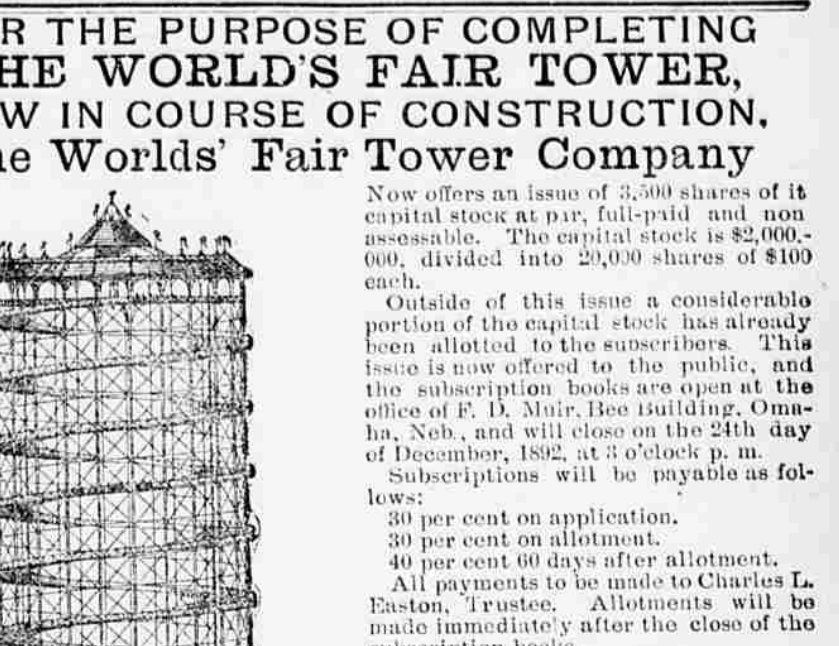 R THE PURPOSE OF COMPLETING
HE WORLD'S FAIR TOWER,
W IN COURSE OF CONSTRUCTION,
e Worlds' Fair Tower Company
Now offers an issue of 3,500 shares of it
capital stock at par, full-paid and non
assessable. The capital stock is $2,000,-
000, divided into 20,000 shares of $100
each.
Outside of this issue a considerable
portion of the capital stock has already
been allotted to the subscribers. This
issue is now offered to the public, and
the subscription books are open at the
office of F. D. Muir, Bee Building, Oma-
ha, Neb., and will close on the 24th day
of December, 1892, at 3 o'clock p. m.
Subscriptions will be payable as fol-
lows:
30 per cent on application.
30 per cent on allotment.
40 per cent 60 days after allotment.
All payments to be made to Charles L.
Easton, Trustee. Allotments will be
made immediately after the close of the
subscription books.